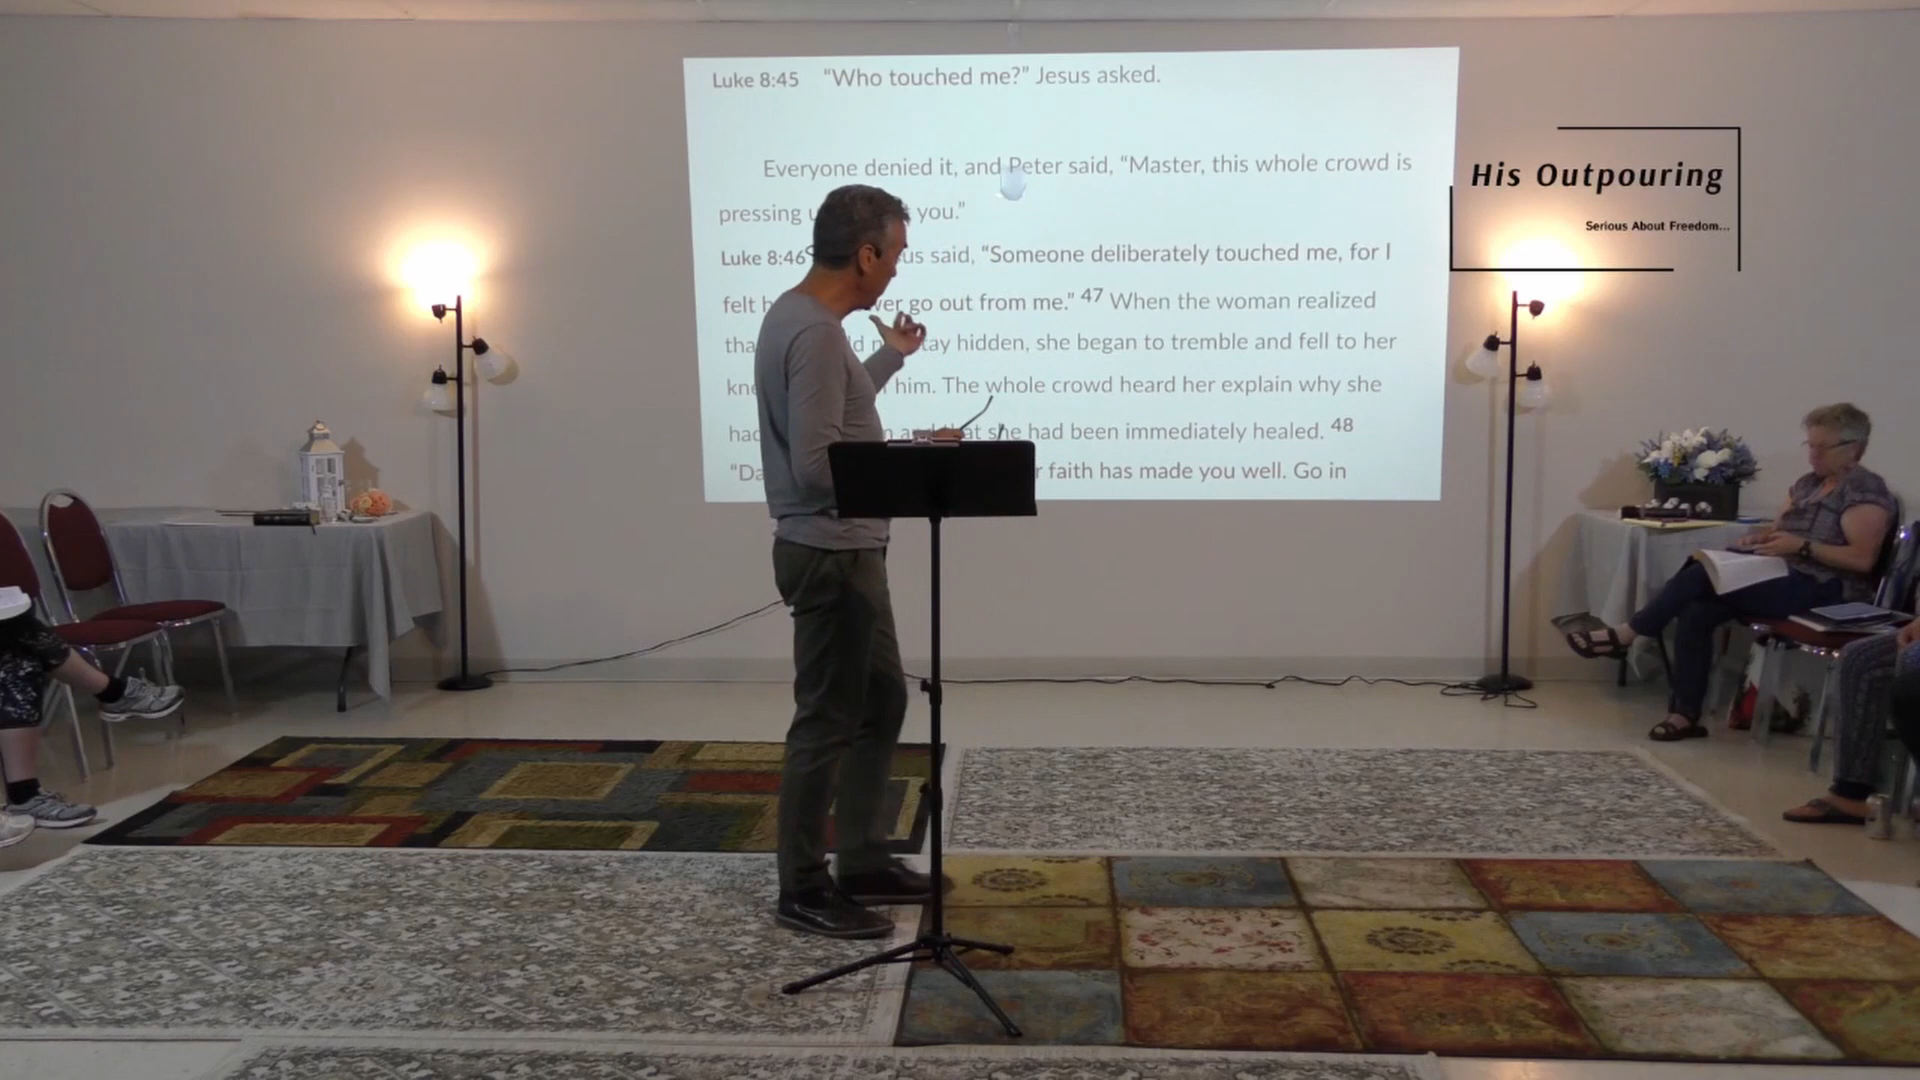 Luke 8:45 “Who touched me?” Jesus asked.
Everyone denied it, and Peter said, “Master, this whole crowd is
pressing you.”
Luke 8:46 said, “Someone deliberately touched me, for I
felt go out from me.” 47 When the woman realized
hidden, she began to tremble and fell to her
him. The whole crowd heard her explain why she
had that she had been immediately healed. 48
faith has made you well. Go in
His Outpouring
Serious About Freedom...